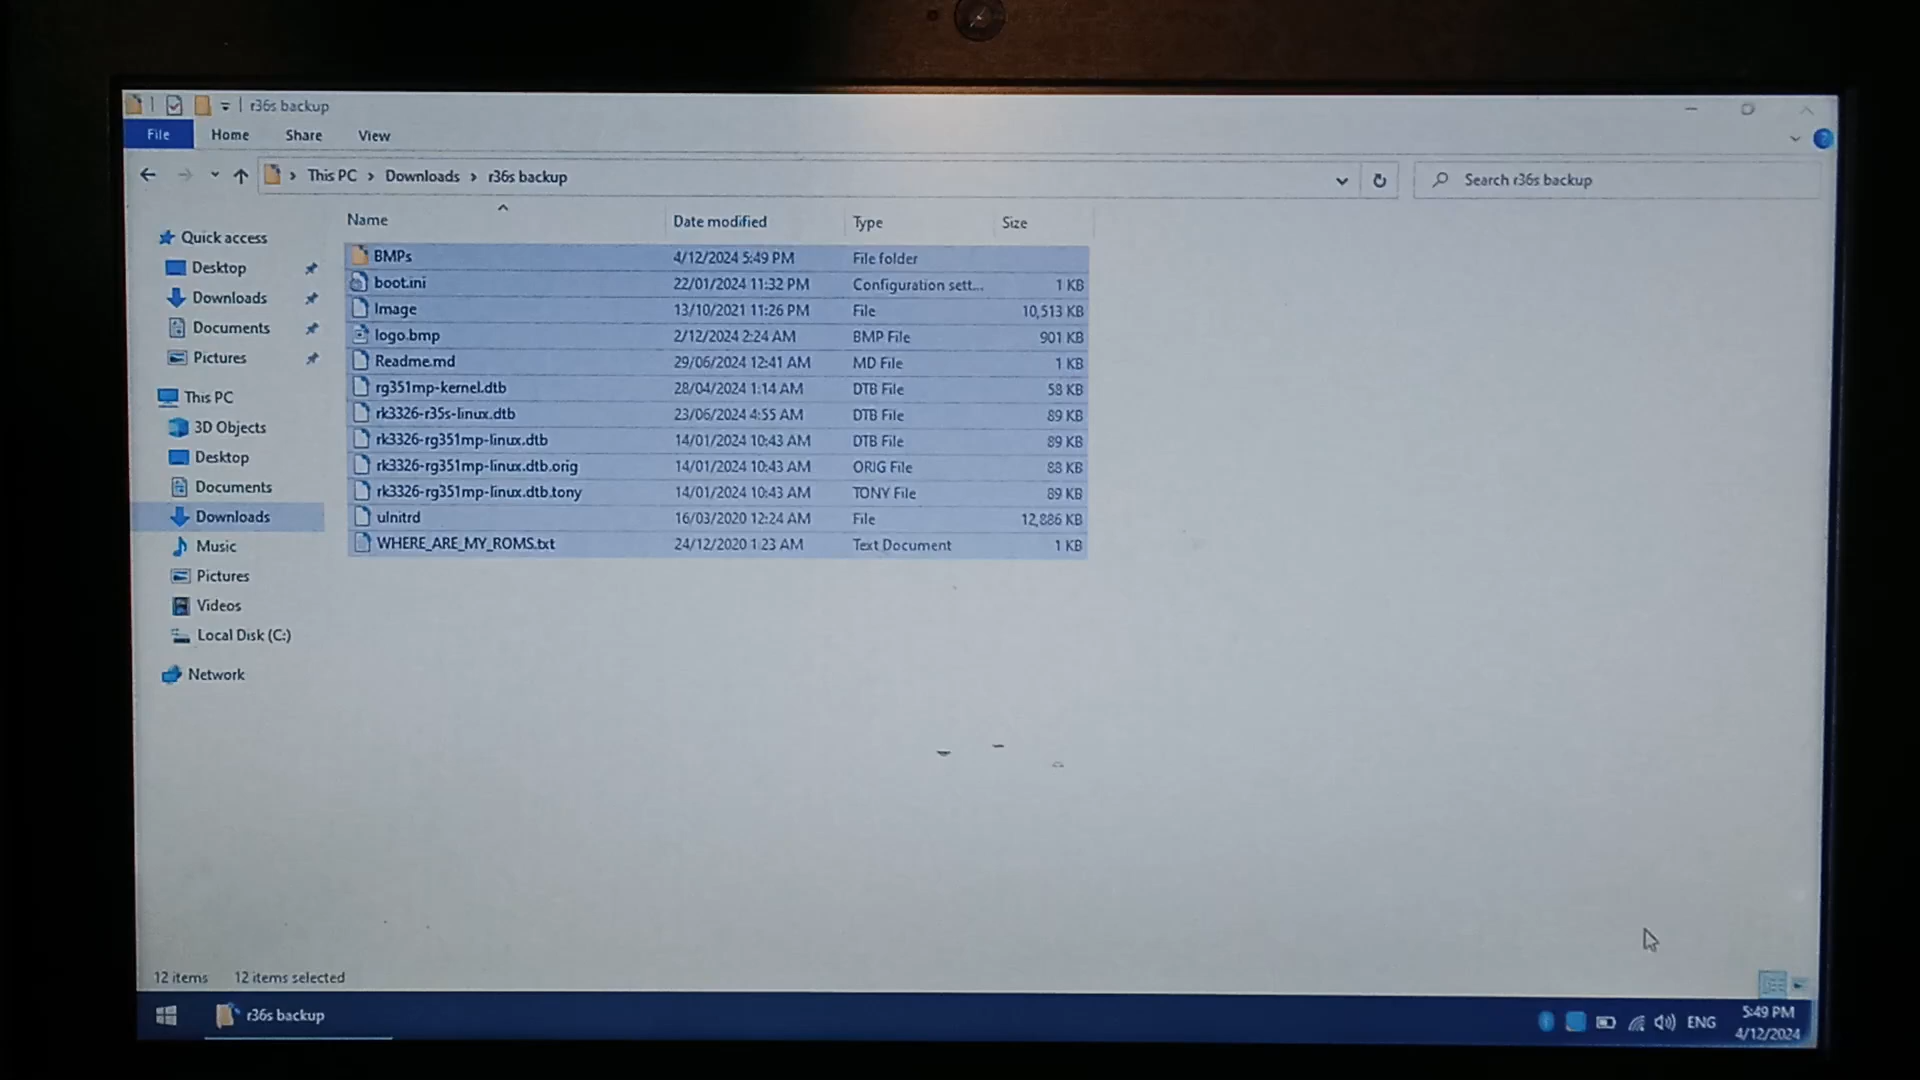 r36s backup
File Home Share View
This PC > Downloads > r36s backup
Search r36s backup
Name Date modified Type Size
BMPs 4/12/2024 5:49 PM File folder
boot.ini 22/01/2024 11:32 PM Configuration sett... 1 KB
Image 13/10/2021 11:26 PM File 10,513 KB
logo.bmp 2/12/2024 2:24 AM BMP File 901 KB
Readme.md 29/06/2024 12:41 AM MD File 1 KB
rg351mp-kernel.dtb 28/04/2024 1:14 AM DTB File 58 KB
rk3326-r35s-linux.dtb 23/06/2024 4:55 AM DTB File 89 KB
rk3326-rg351mp-linux.dtb 14/01/2024 10:43 AM DTB File 89 KB
rk3326-rg351mp-linux.dtb.orig 14/01/2024 10:43 AM ORIG File 88 KB
rk3326-rg351mp-linux.dtb.tony 14/01/2024 10:43 AM TONY File 89 KB
uInitrd 16/03/2020 12:24 AM File 12,886 KB
WHERE_ARE_MY_ROMS.txt 24/12/2020 1:23 AM Text Document 1 KB
Quick access
Desktop
Downloads
Documents
Pictures
This PC
3D Objects
Desktop
Documents
Downloads
Music
Pictures
Videos
Local Disk (C:)
Network
12 items 12 items selected
r36s backup
ENG
5:49 PM
4/12/2024